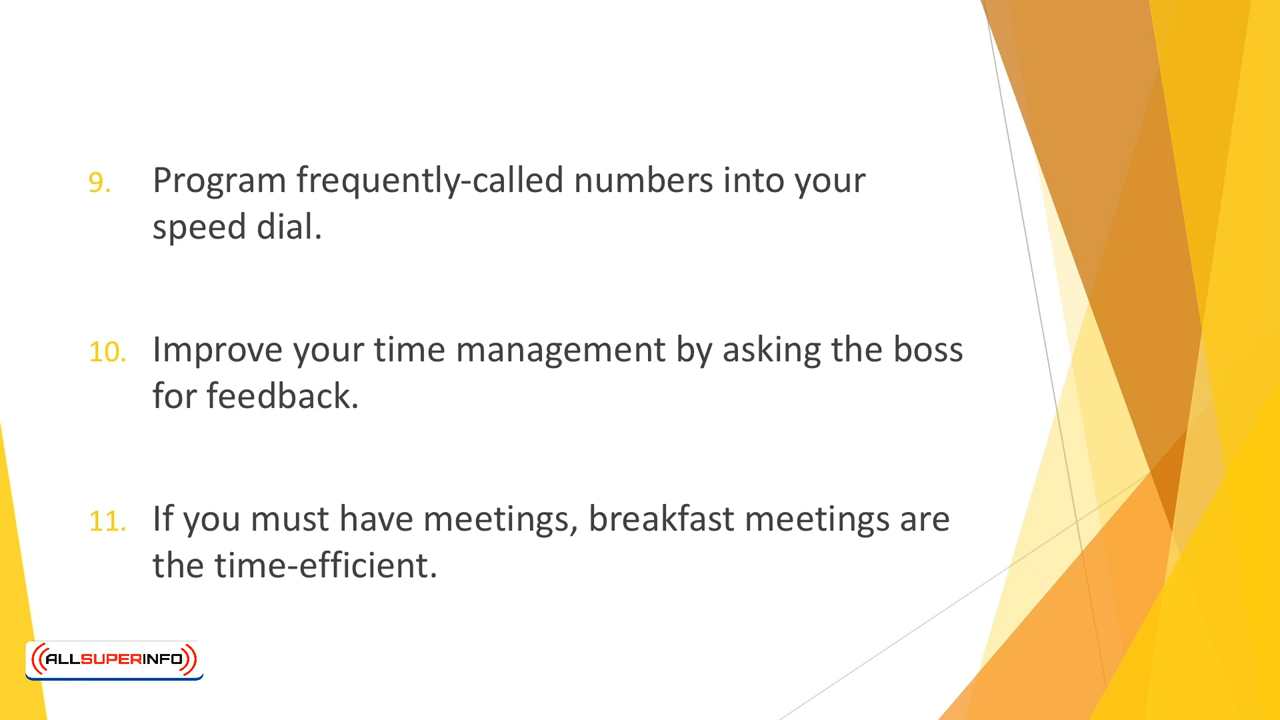 9. Program frequently-called numbers into your
speed dial.
10. Improve your time management by asking the boss
for feedback.
11. If you must have meetings, breakfast meetings are
the time-efficient.
((ALLSUPERINFO))